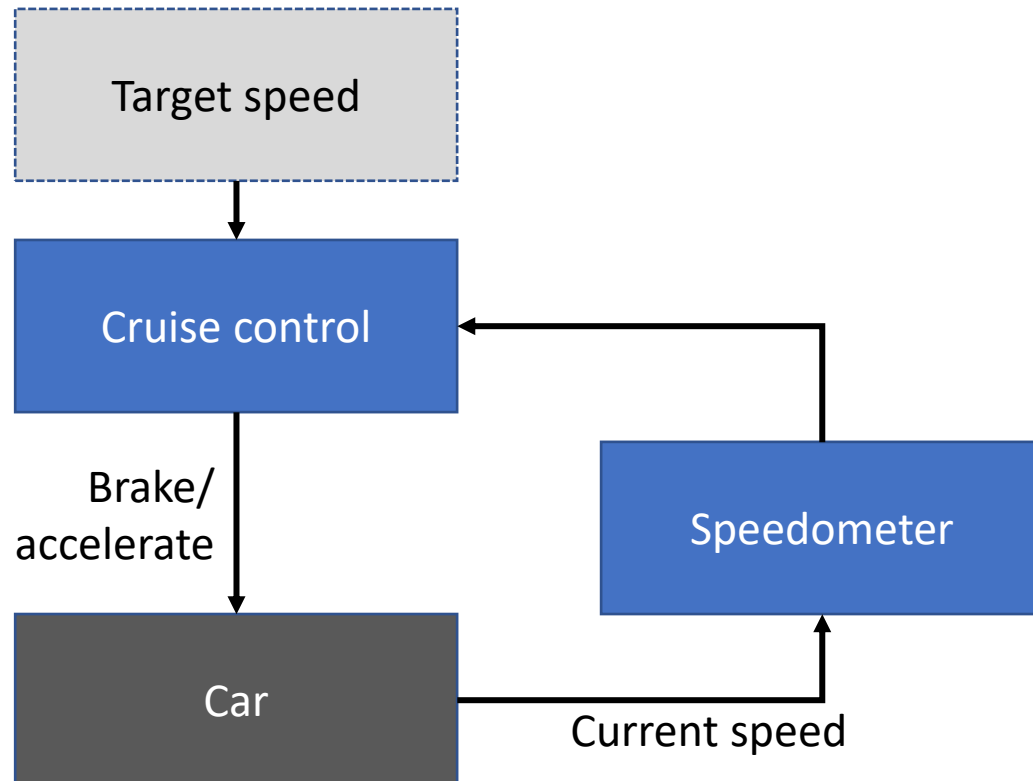 Target speed
Cruise control
Brake/
accelerate
Speedometer
Car
Current speed